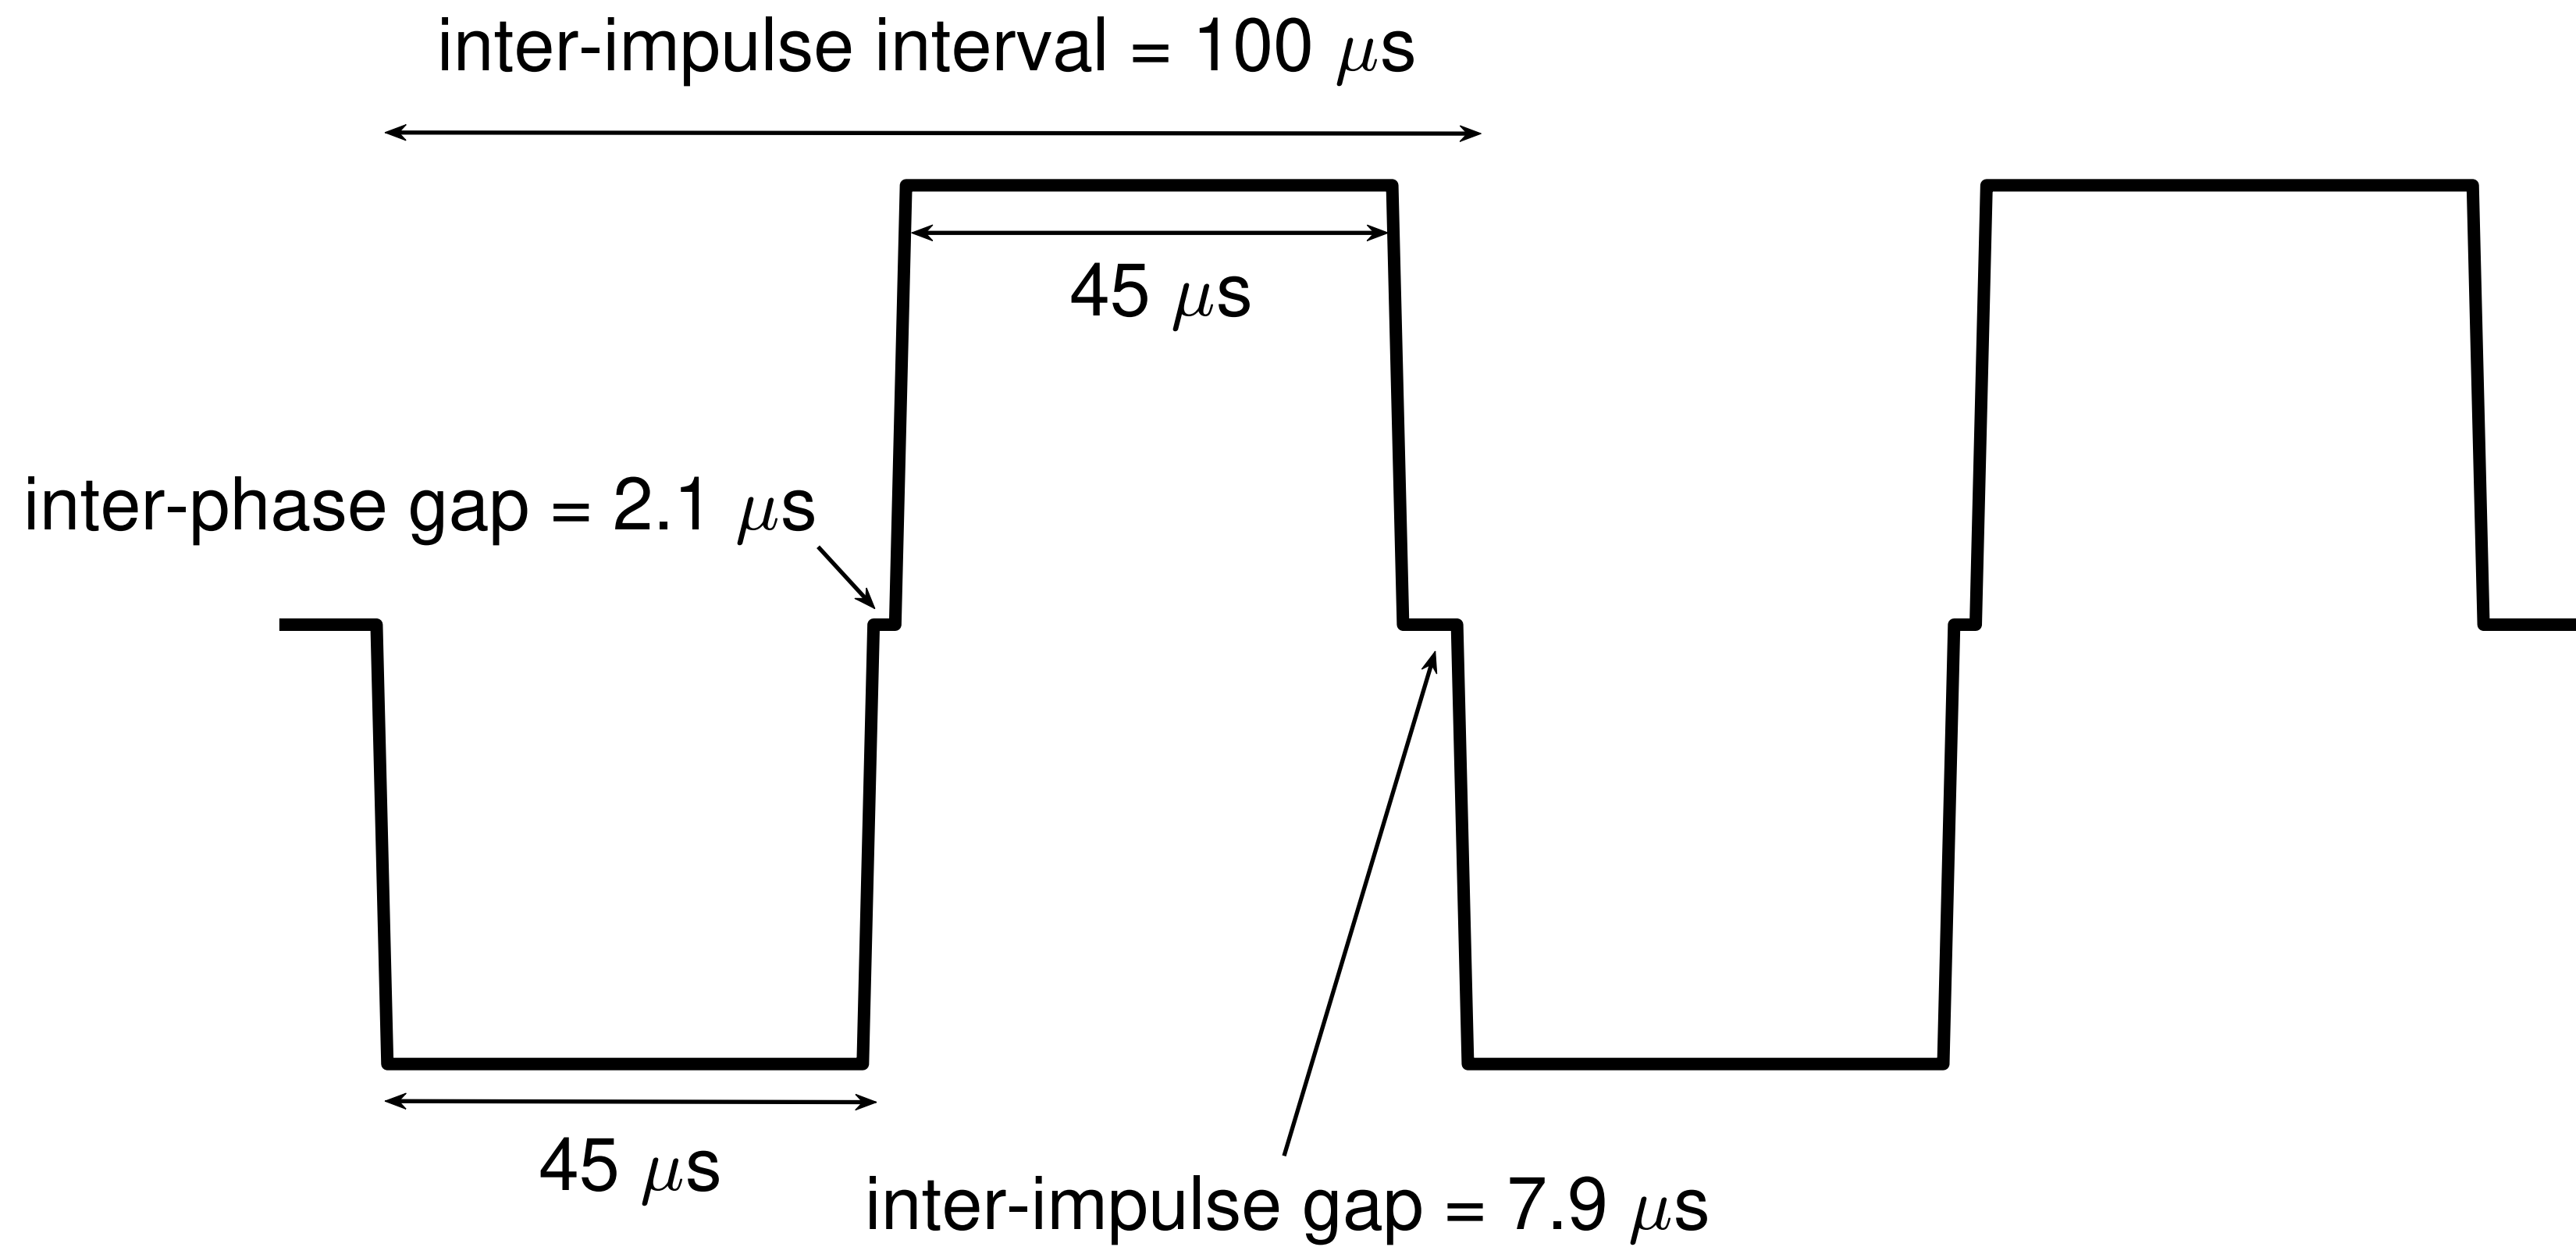 inter-impulse interval = 100 μs
45 μs
inter-phase gap = 2.1 μs
45 μs
inter-impulse gap = 7.9 μs